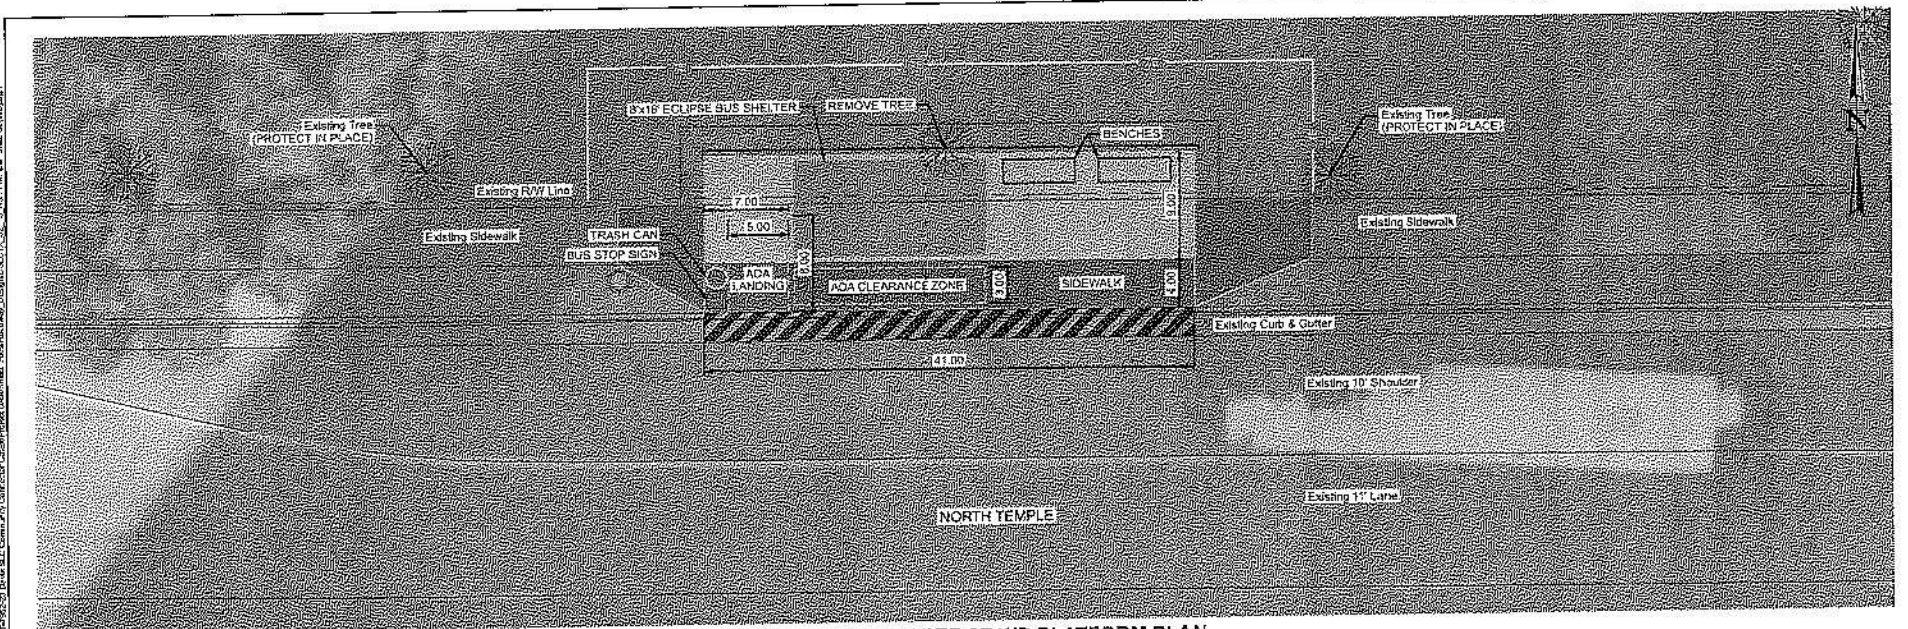 8'x16' ECLIPSE BUS SHELTER
REMOVE TREE
Existing Tree
(PROTECT IN PLACE)
BENCHES
Existing Tree
(PROTECT IN PLACE)
N
Existing R/W Line
7.00
9.00
5.00
Existing Sidewalk
TRASH CAN
BUS STOP SIGN
Existing Sidewalk
8.00
ADA
LANDING
ADA CLEARANCE ZONE
3.00
SIDEWALK
4.00
Existing Curb & Gutter
41.00
Existing 10' Shoulder
Existing 11' Lane
NORTH TEMPLE
PLATFORM PLAN